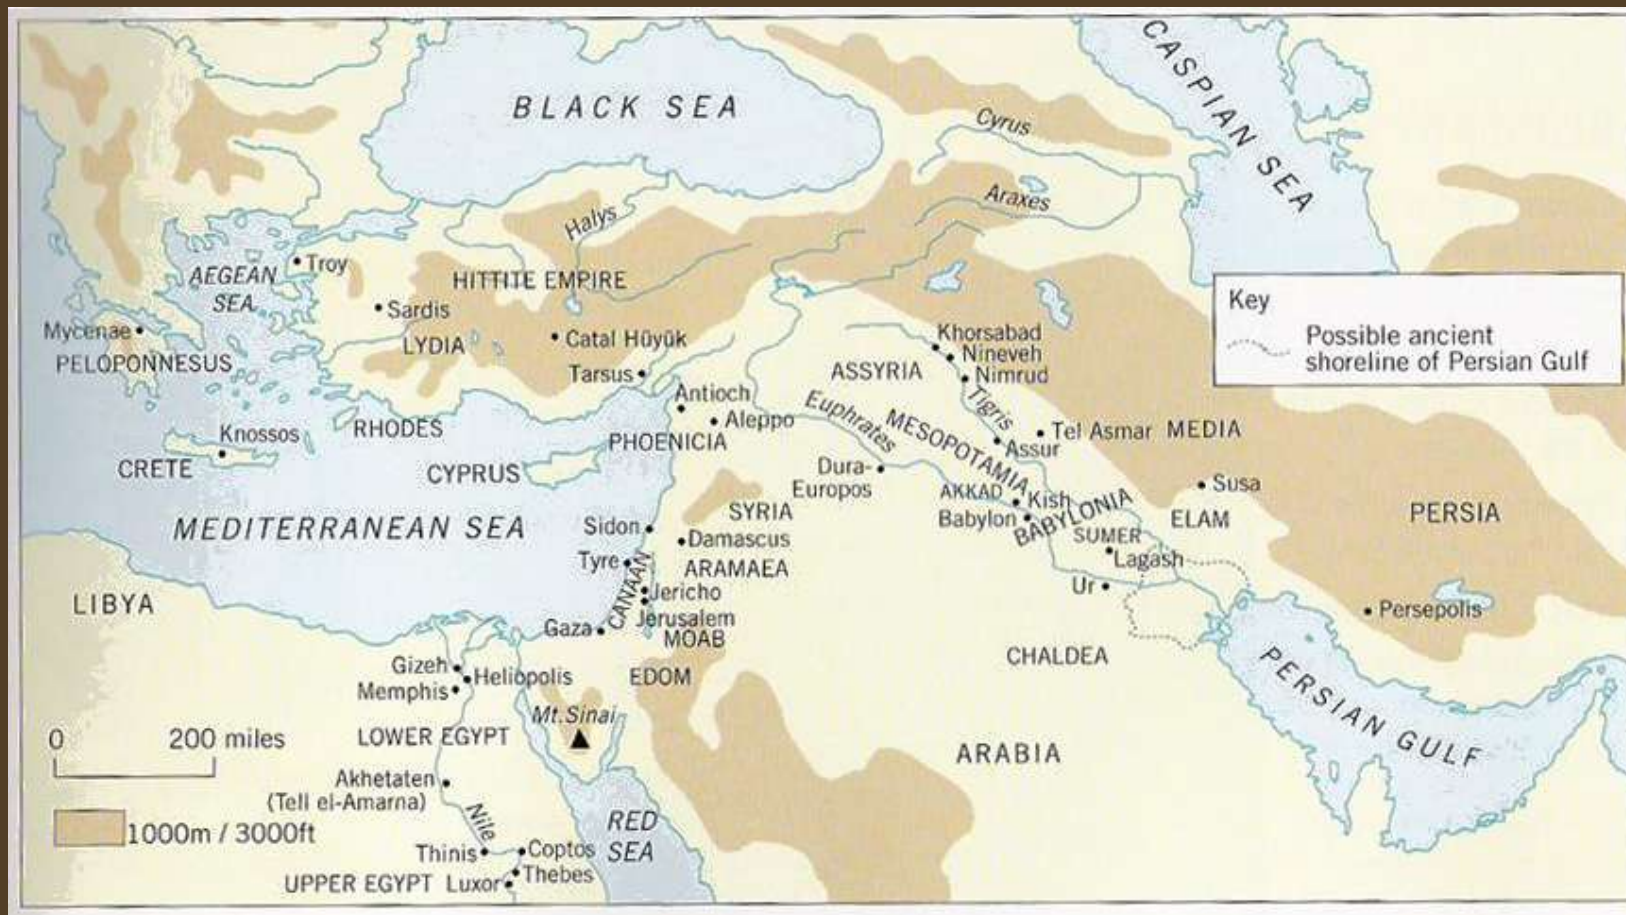 BLACK SEA
CASPIAN SEA
Cyrus
Araxes
Halys
AEGEAN
SEA
Troy
HITTITE EMPIRE
Sardis
Mycenae
PELOPONNESUS
LYDIA
Catal Hüyük
Tarsus
Key
Possible ancient
shoreline of Persian Gulf
Khorsabad
Nineveh
Nimrud
ASSYRIA
Tigris
Antioch
Aleppo
Euphrates
MESOPOTAMIA
Assur
Tel Asmar
MEDIA
Knossos
CRETE
RHODES
CYPRUS
PHOENICIA
Dura-
Europos
AKKAD
Kish
Babylon
BABYLONIA
Susa
ELAM
PERSIA
MEDITERRANEAN SEA
SYRIA
Sidon
Damascus
Tyre
ARAMAEA
CANAAN
SUMER
Lagash
Ur
LIBYA
Jericho
Jerusalem
Gaza
MOAB
Persepolis
CHALDEA
PERSIAN GULF
Gizeh
Heliopolis
Memphis
EDOM
Mt.Sinai
0 200 miles
LOWER EGYPT
ARABIA
Akhetaten
(Tell el-Amarna)
Nile
1000m / 3000ft
RED
SEA
Thinis
Coptos
Thebes
UPPER EGYPT
Luxor